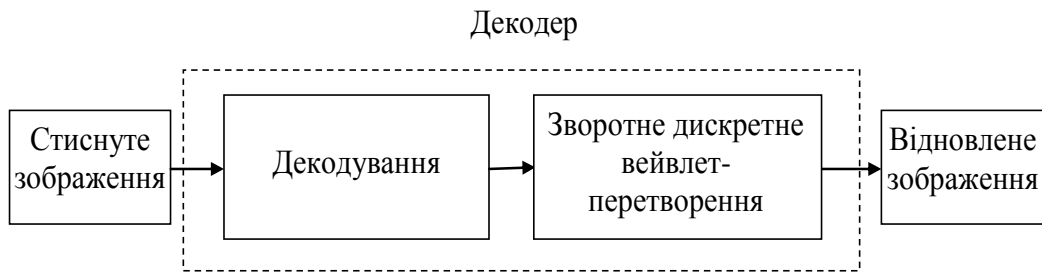 Декодер
Стиснуте
зображення
Декодування
Зворотне дискретне
вейвлет-
перетворення
Відновлене
зображення